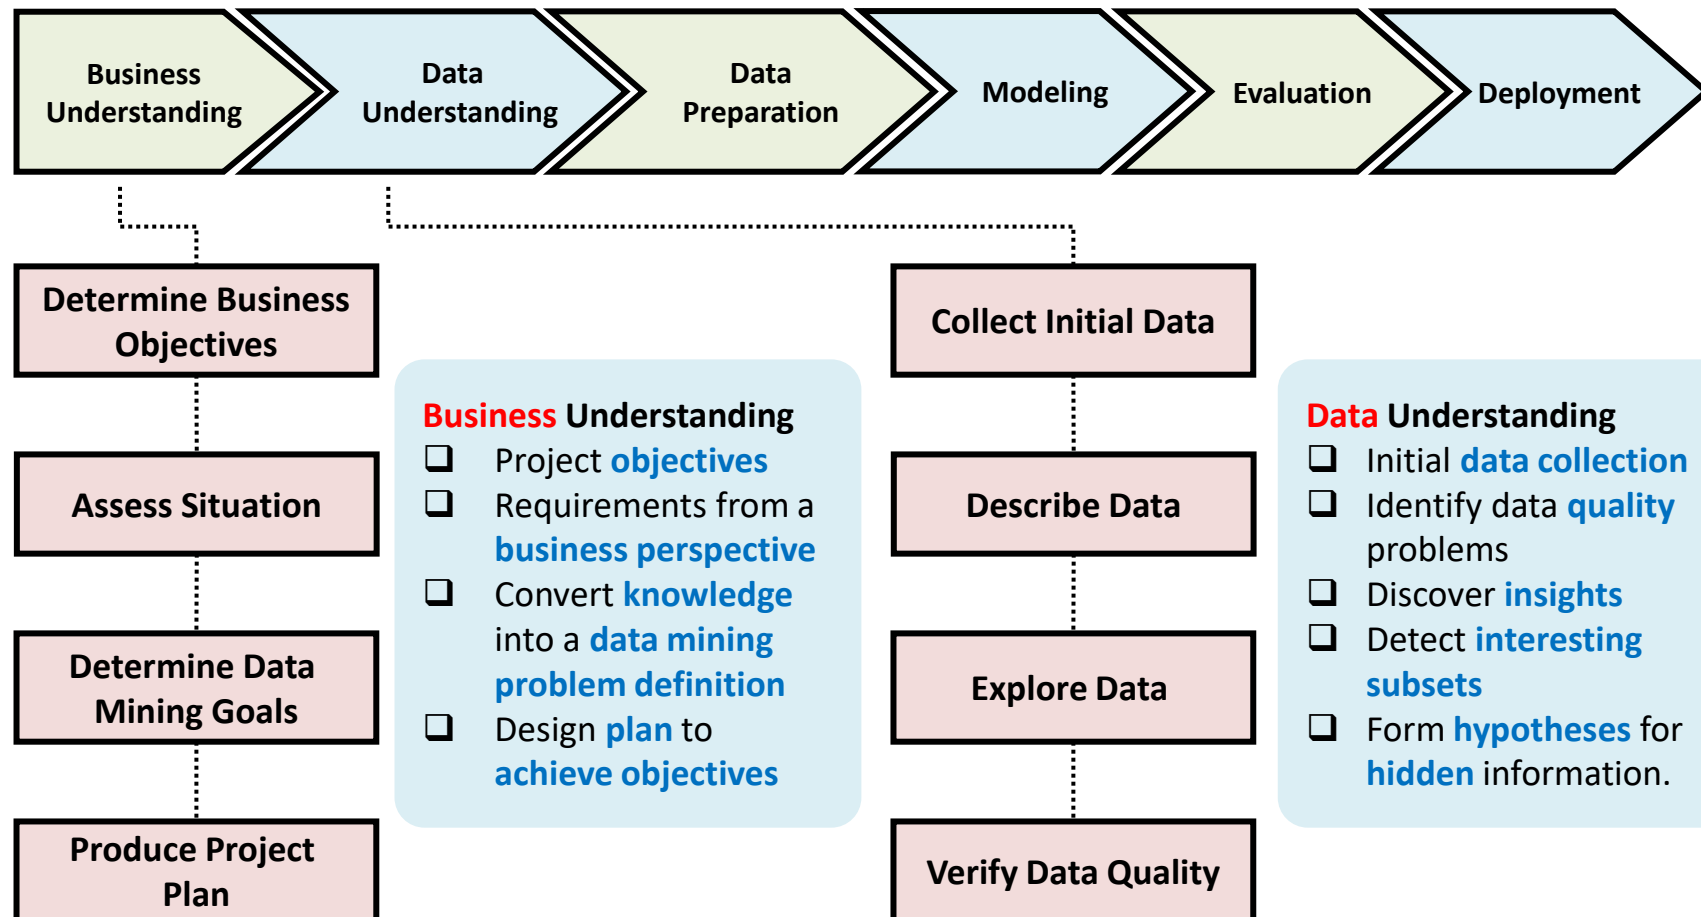 Business
Understanding
Data
Understanding
Data
Preparation
Modeling
Evaluation
Deployment
Determine Business
Objectives
Assess Situation
Determine Data
Mining Goals
Produce Project
Plan
Business Understanding
Project objectives
Requirements from a
business perspective
Convert knowledge
into a data mining
problem definition
Design plan to
achieve objectives
Collect Initial Data
Describe Data
Explore Data
Verify Data Quality
Data Understanding
Initial data collection
Identify data quality
problems
Discover insights
Detect interesting
subsets
Form hypotheses for
hidden information.